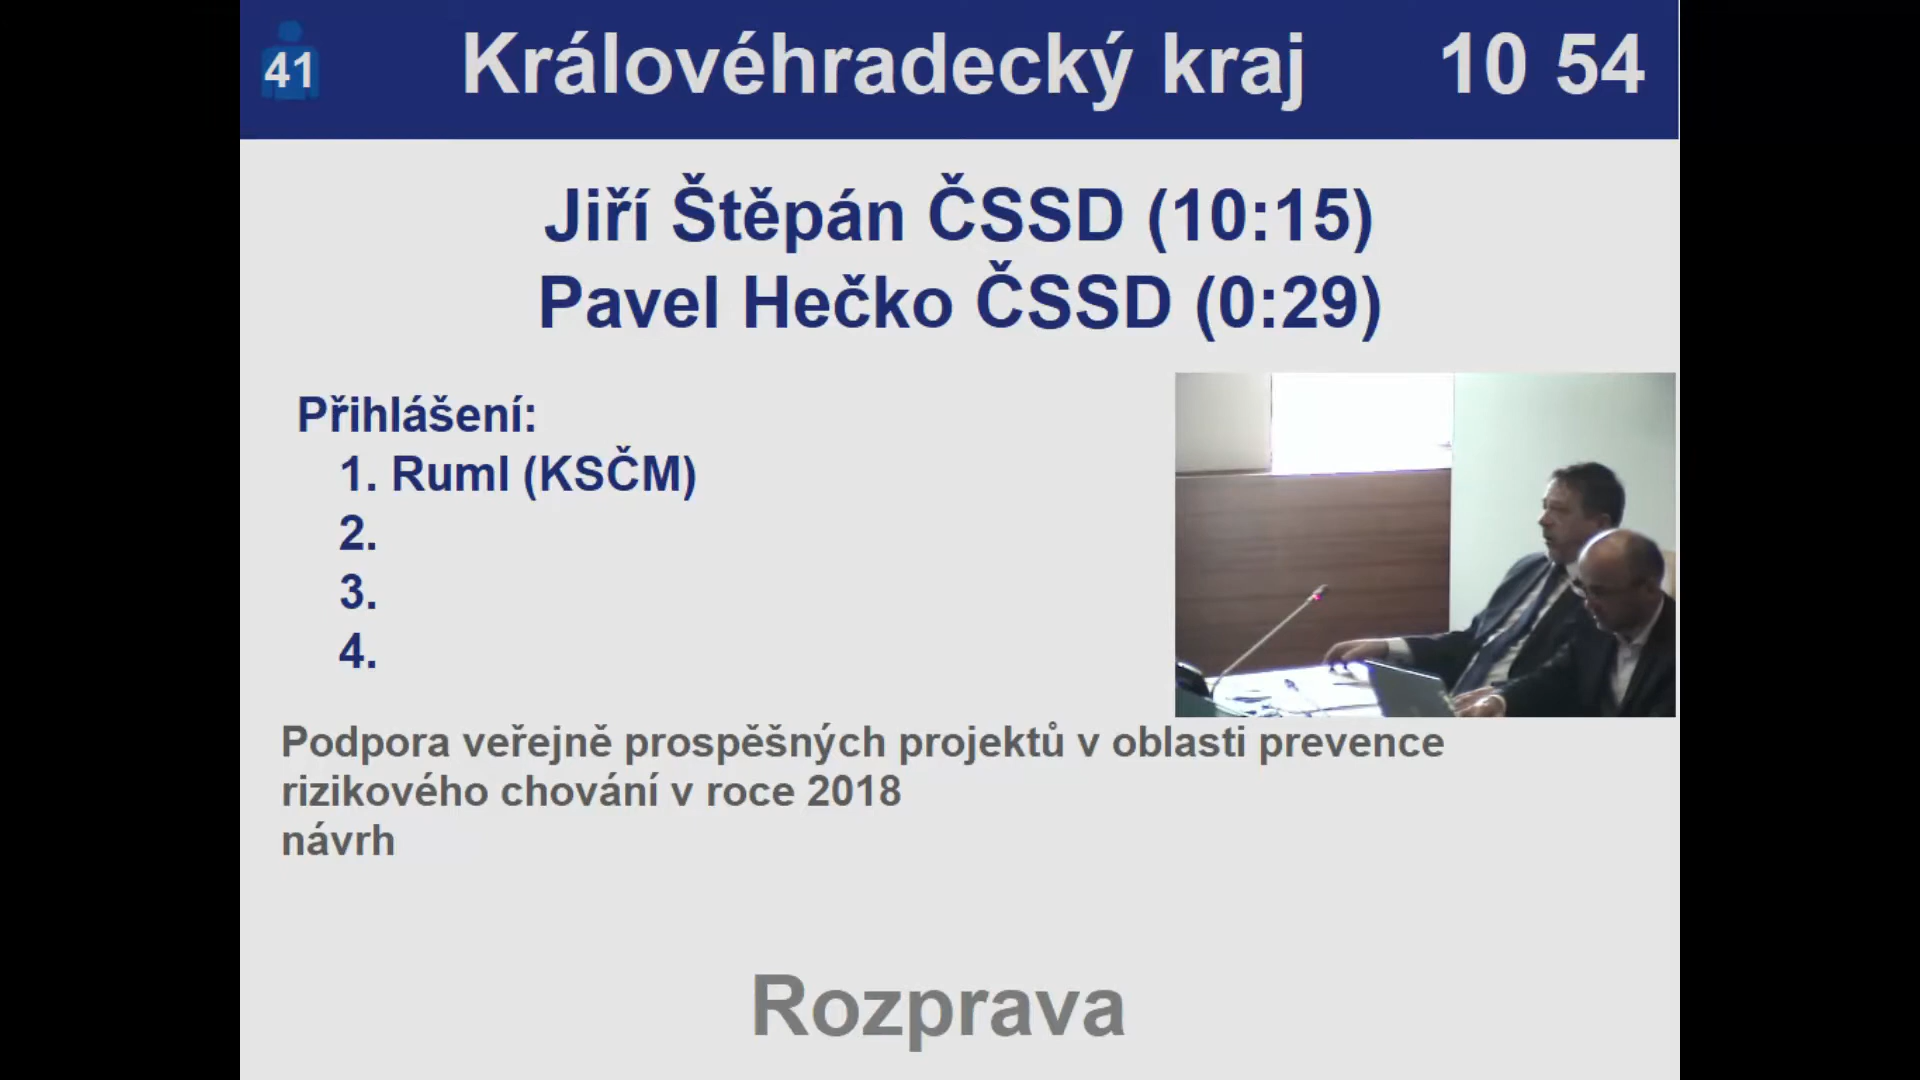 41 Královéhradecký kraj 10 54
Jiří Štěpán ČSSD (10:15)
Pavel Hečko ČSSD (0:29)
Přihlášení:
1. Ruml (KSČM)
2.
3.
4.
Podpora veřejně prospěšných projektů v oblasti prevence
rizikového chování v roce 2018
návrh
Rozprava